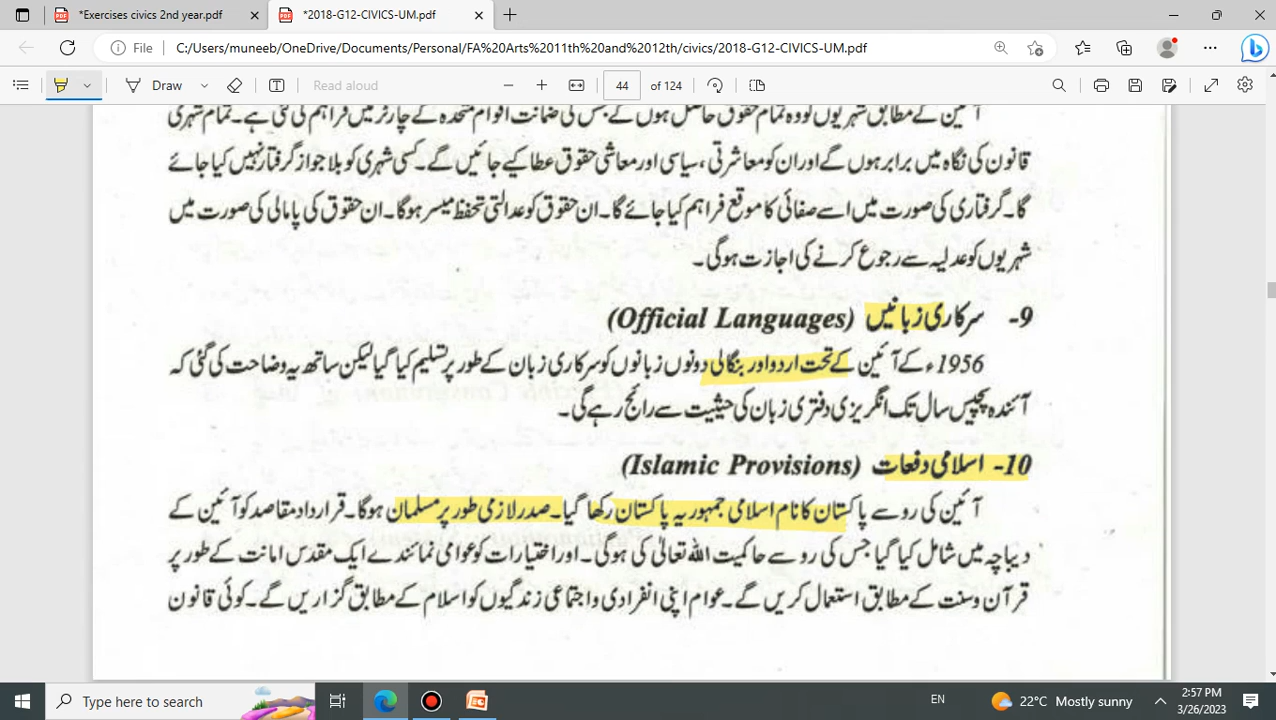 *Exercises civics 2nd year.pdf
*2018-G12-CIVICS-UM.pdf
File
C:/Users/muneeb/OneDrive/Documents/Personal/FA%20Arts%2011th%20and%2012th/civics/2018-G12-CIVICS-UM.pdf
Draw
Read aloud
44
of 124
آئین کے مطابق شہریوں کو وہ تمام حقوق حاصل ہوں گے جس کی ضمانت اقوام متحدہ کے چارٹر میں فراہم کی گئی ہے۔ تمام شہری
قانون کی نگاہ میں برابر ہوں گے اور ان کو معاشرتی، سیاسی اور معاشی حقوق عطا کیے جائیں گے۔ کسی شہری کو بلا جواز گرفتار نہیں کیا جائے
گا۔ گرفتاری کی صورت میں اسے صفائی کا موقع فراہم کیا جائے گا۔ ان حقوق کو عدالتی تحفظ میسر ہوگا۔ ان حقوق کی پامالی کی صورت میں
شہریوں کو عدلیہ سے رجوع کرنے کی اجازت ہوگی۔
9- سرکاری زبانیں (Official Languages)
1956ء کے آئین کے تحت اردو اور بنگالی دونوں زبانوں کو سرکاری زبان کے طور پر تسلیم کیا گیا لیکن ساتھ یہ وضاحت کی گئی کہ
آئندہ پچیس سال تک انگریزی دفتری زبان کی حیثیت سے رائج رہے گی۔
10- اسلامی دفعات (Islamic Provisions)
آئین کی رو سے پاکستان کا نام اسلامی جمہوریہ پاکستان رکھا گیا۔ صدر لازمی طور پر مسلمان ہوگا۔ قرارداد مقاصد کو آئین کے
دیباچہ میں شامل کیا گیا جس کی رو سے حاکمیت اللہ تعالیٰ کی ہوگی۔ اور اختیارات کو عوامی نمائندے ایک مقدس امانت کے طور پر
قرآن و سنت کے مطابق استعمال کریں گے۔ عوام اپنی انفرادی و اجتماعی زندگیوں کو اسلام کے مطابق گزاریں گے۔ کوئی قانون
Type here to search
22°C Mostly sunny
EN
2:57 PM
3/26/2023